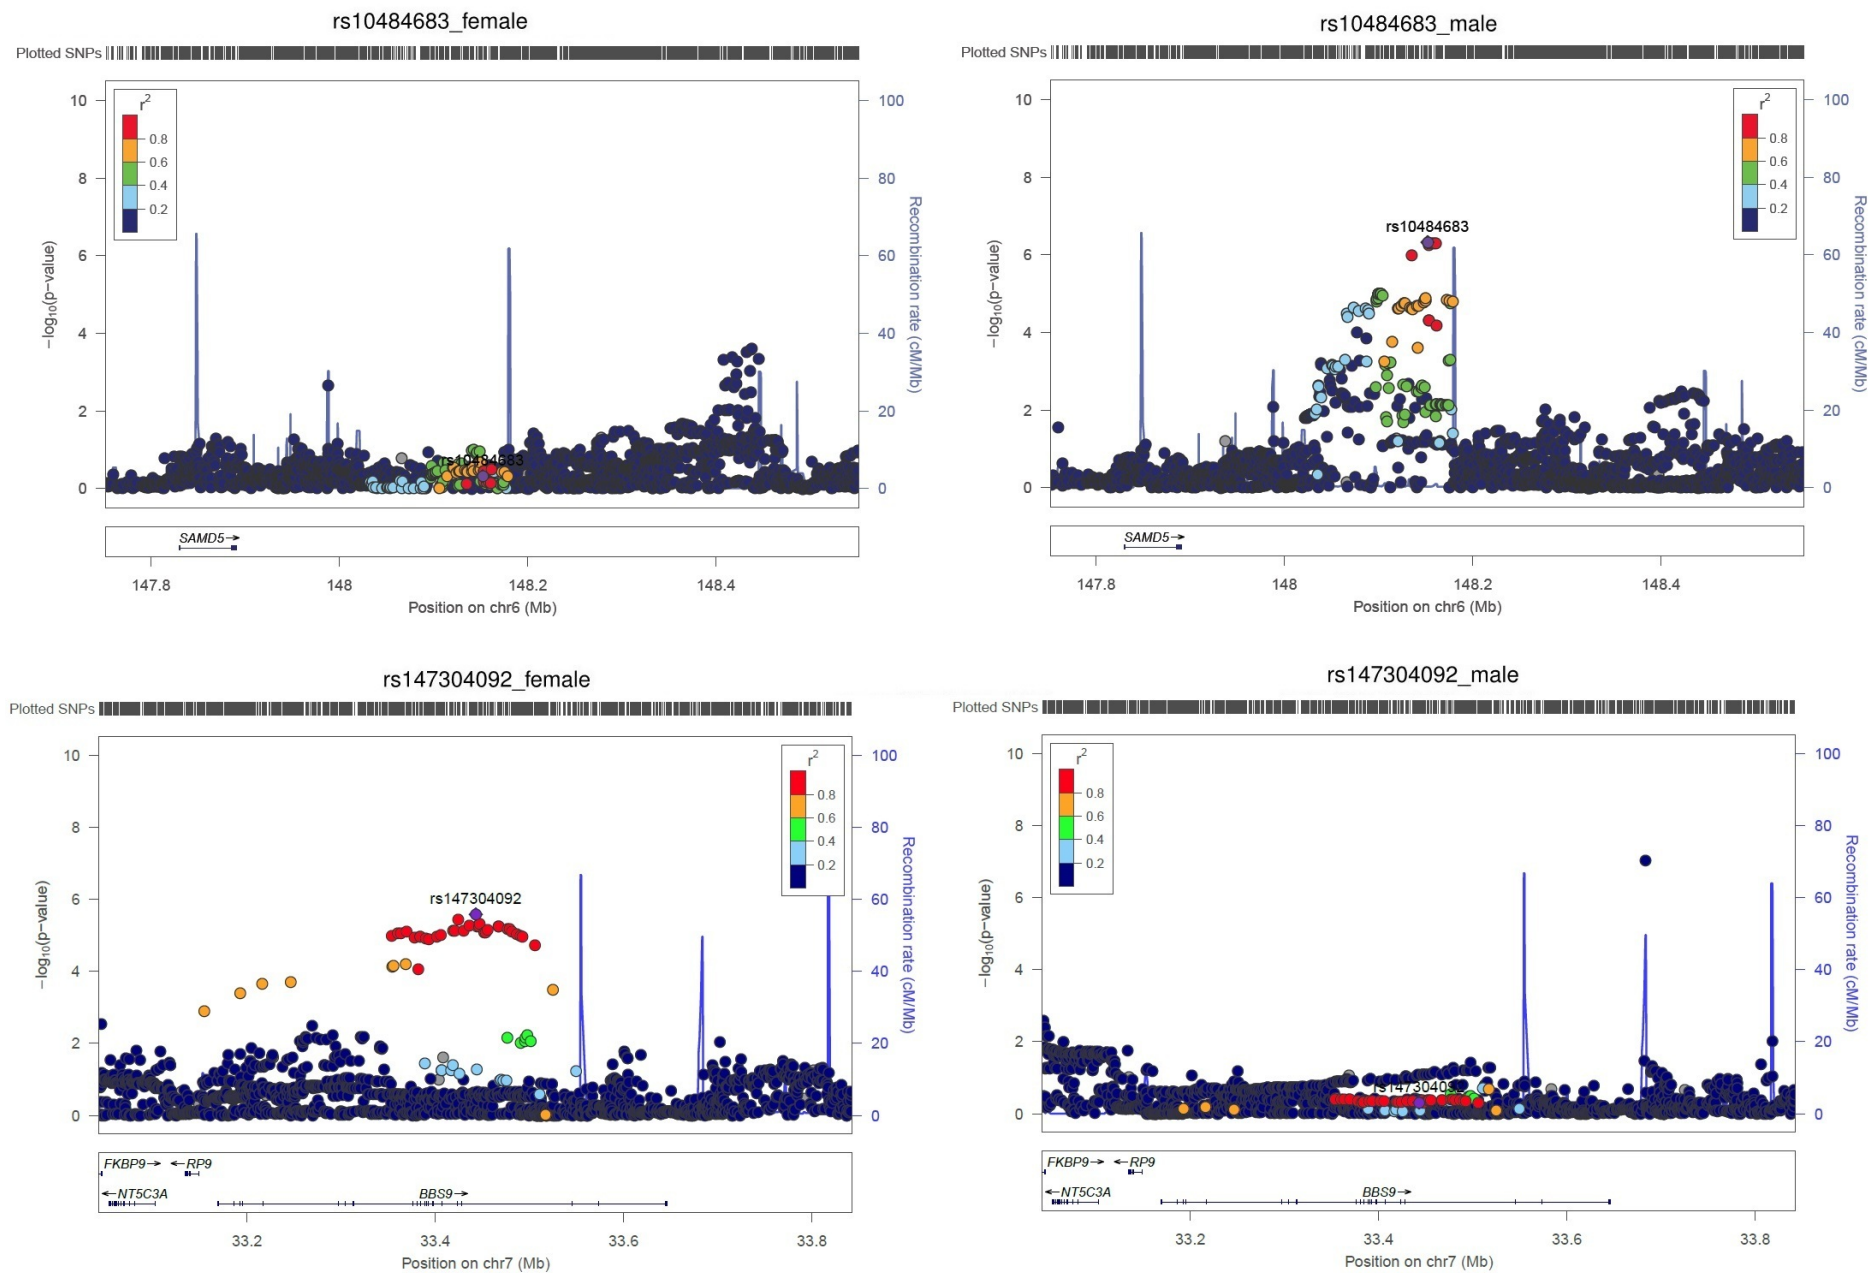 rs10484683_female
Plotted SNPs
r2
0.8
0.6
0.4
0.2
10
8
6
4
2
0
−log10(p−value)
100
80
60
40
20
0
Recombination rate (cM/Mb)
rs10484683
SAMD5→
147.8 148 148.2 148.4
Position on chr6 (Mb)
rs10484683_male
Plotted SNPs
r2
0.8
0.6
0.4
0.2
10
8
6
4
2
0
−log10(p−value)
100
80
60
40
20
0
Recombination rate (cM/Mb)
rs10484683
SAMD5→
147.8 148 148.2 148.4
Position on chr6 (Mb)
rs147304092_female
Plotted SNPs
r2
0.8
0.6
0.4
0.2
10
8
6
4
2
0
−log10(p−value)
100
80
60
40
20
0
Recombination rate (cM/Mb)
rs147304092
FKBP9→ ←RP9
←NT5C3A BBS9→
33.2 33.4 33.6 33.8
Position on chr7 (Mb)
rs147304092_male
Plotted SNPs
r2
0.8
0.6
0.4
0.2
10
8
6
4
2
0
−log10(p−value)
100
80
60
40
20
0
Recombination rate (cM/Mb)
rs147304092
FKBP9→ ←RP9
←NT5C3A BBS9→
33.2 33.4 33.6 33.8
Position on chr7 (Mb)